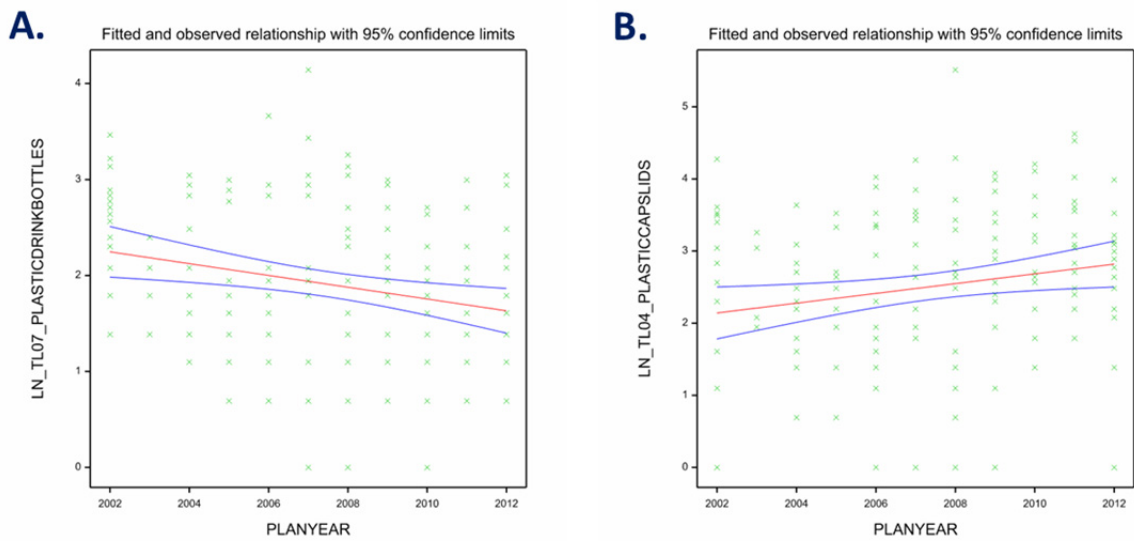 A.
Fitted and observed relationship with 95% confidence limits
LN_TL07_PLASTICDRINKBOTTLES
4
3
2
1
0
2002 2004 2006 2008 2010 2012
PLANYEAR
B.
Fitted and observed relationship with 95% confidence limits
LN_TL04_PLASTICCAPSLIDS
5
4
3
2
1
0
2002 2004 2006 2008 2010 2012
PLANYEAR